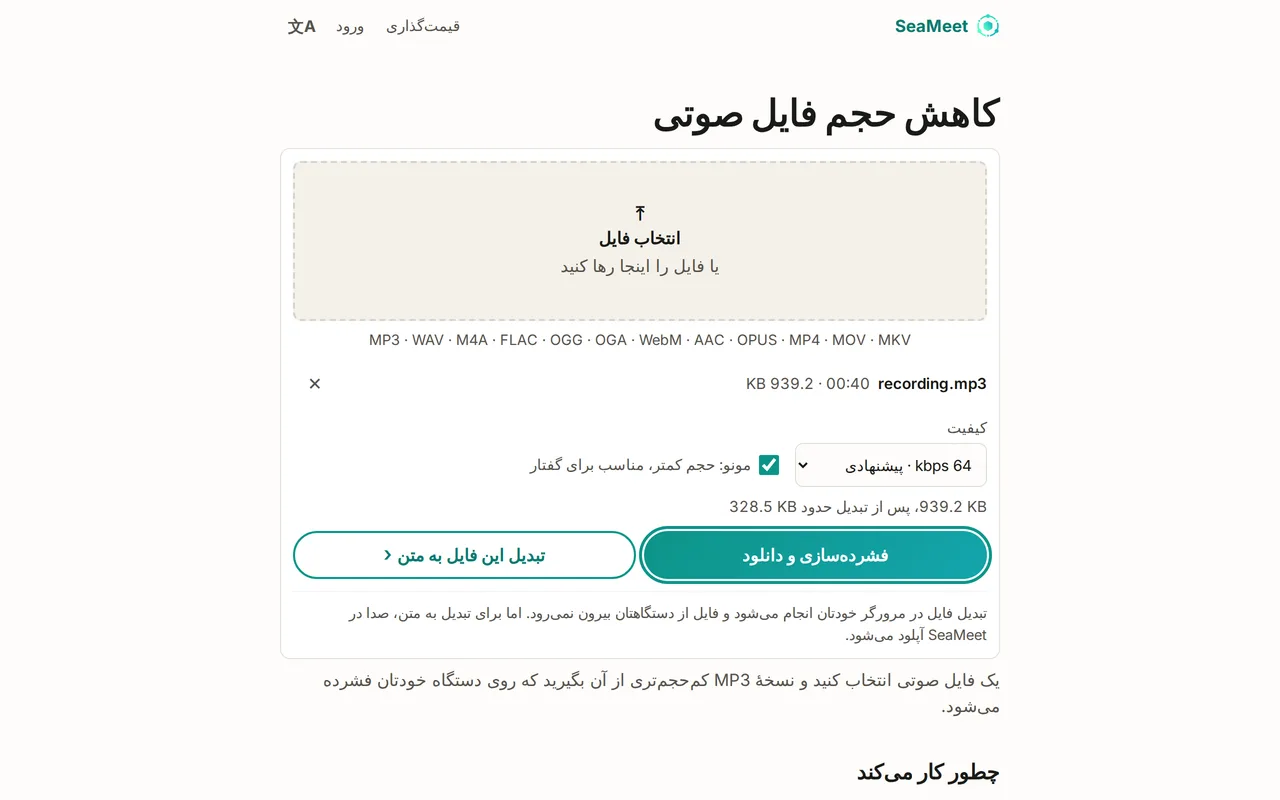 SeaMeet
قیمت‌گذاری
ورود
文A
کاهش حجم فایل صوتی
انتخاب فایل
یا فایل را اینجا رها کنید
MP3 · WAV · M4A · FLAC · OGG · OGA · WebM · AAC · OPUS · MP4 · MOV · MKV
recording.mp3 00:40 · 939.2 KB
×
کیفیت
64 kbps · پیشنهادی
مونو: حجم کمتر، مناسب برای گفتار
939.2 KB، پس از تبدیل حدود 328.5 KB
فشرده‌سازی و دانلود
تبدیل این فایل به متن ›
تبدیل فایل در مرورگر خودتان انجام می‌شود و فایل از دستگاهتان بیرون نمی‌رود. اما برای تبدیل به متن، صدا در
SeaMeet آپلود می‌شود.
یک فایل صوتی انتخاب کنید و نسخهٔ MP3 کم‌حجم‌تری از آن بگیرید که روی دستگاه خودتان فشرده
می‌شود.
چطور کار می‌کند